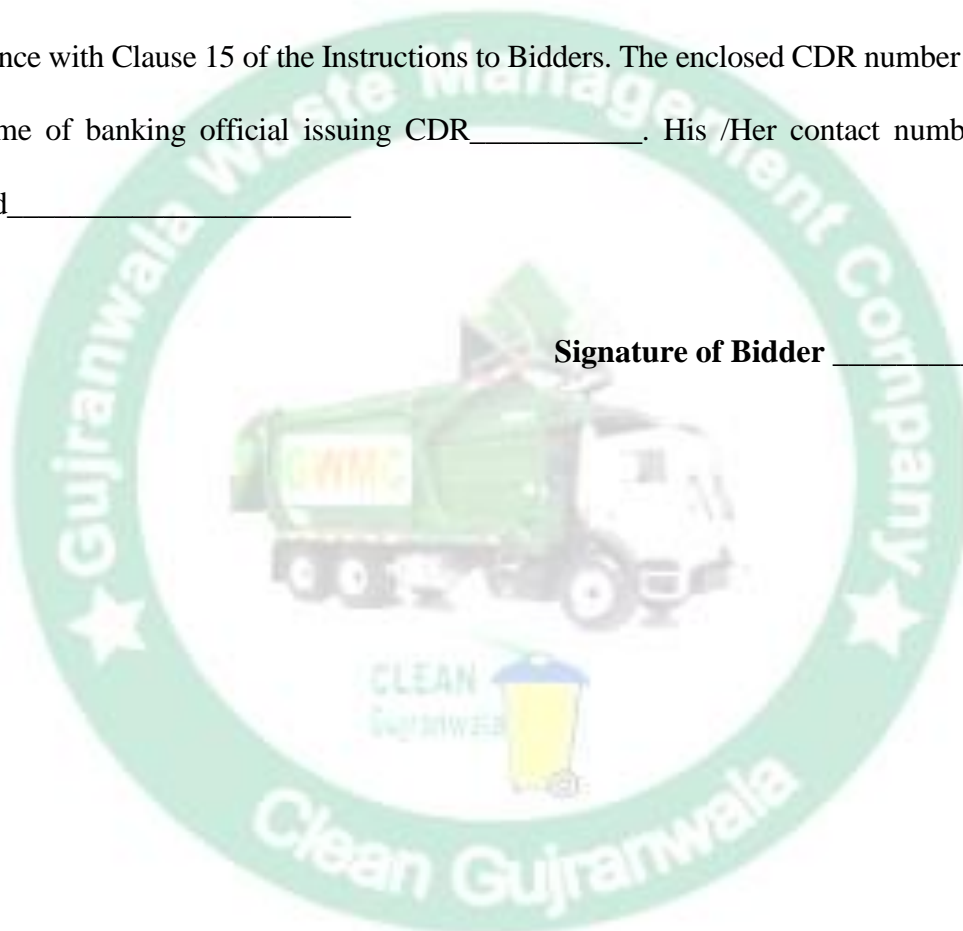 nce with Clause 15 of the Instructions to Bidders. The enclosed CDR number
me of banking official issuing CDR___________. His /Her contact numb
d______________________
Signature of Bidder _________
Gujranwala Waste Management Company
GWMC
CLEAN
Gujranwala
Clean Gujranwala